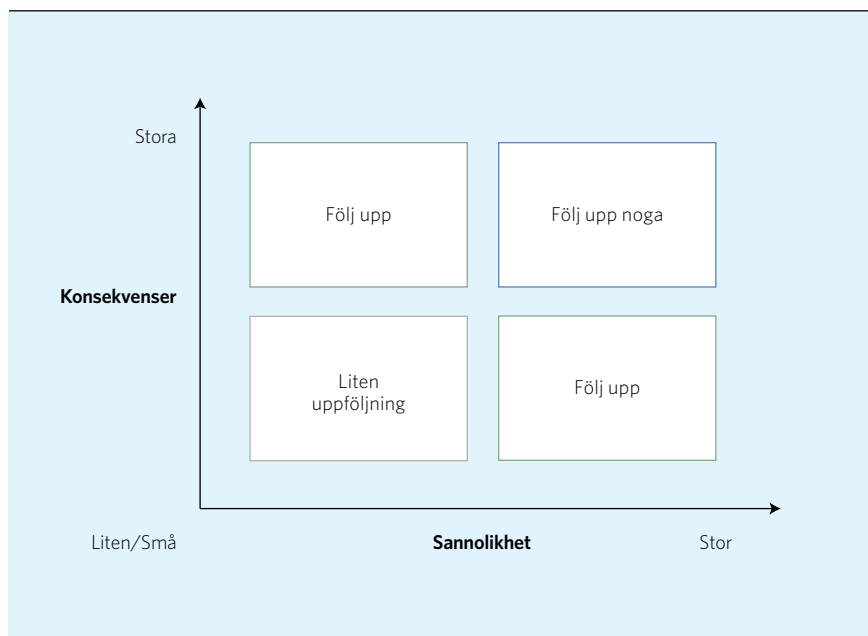 Stora
Följ upp
Följ upp noga
Konsekvenser
Liten
uppföljning
Följ upp
Liten/Små
Sannolikhet
Stor